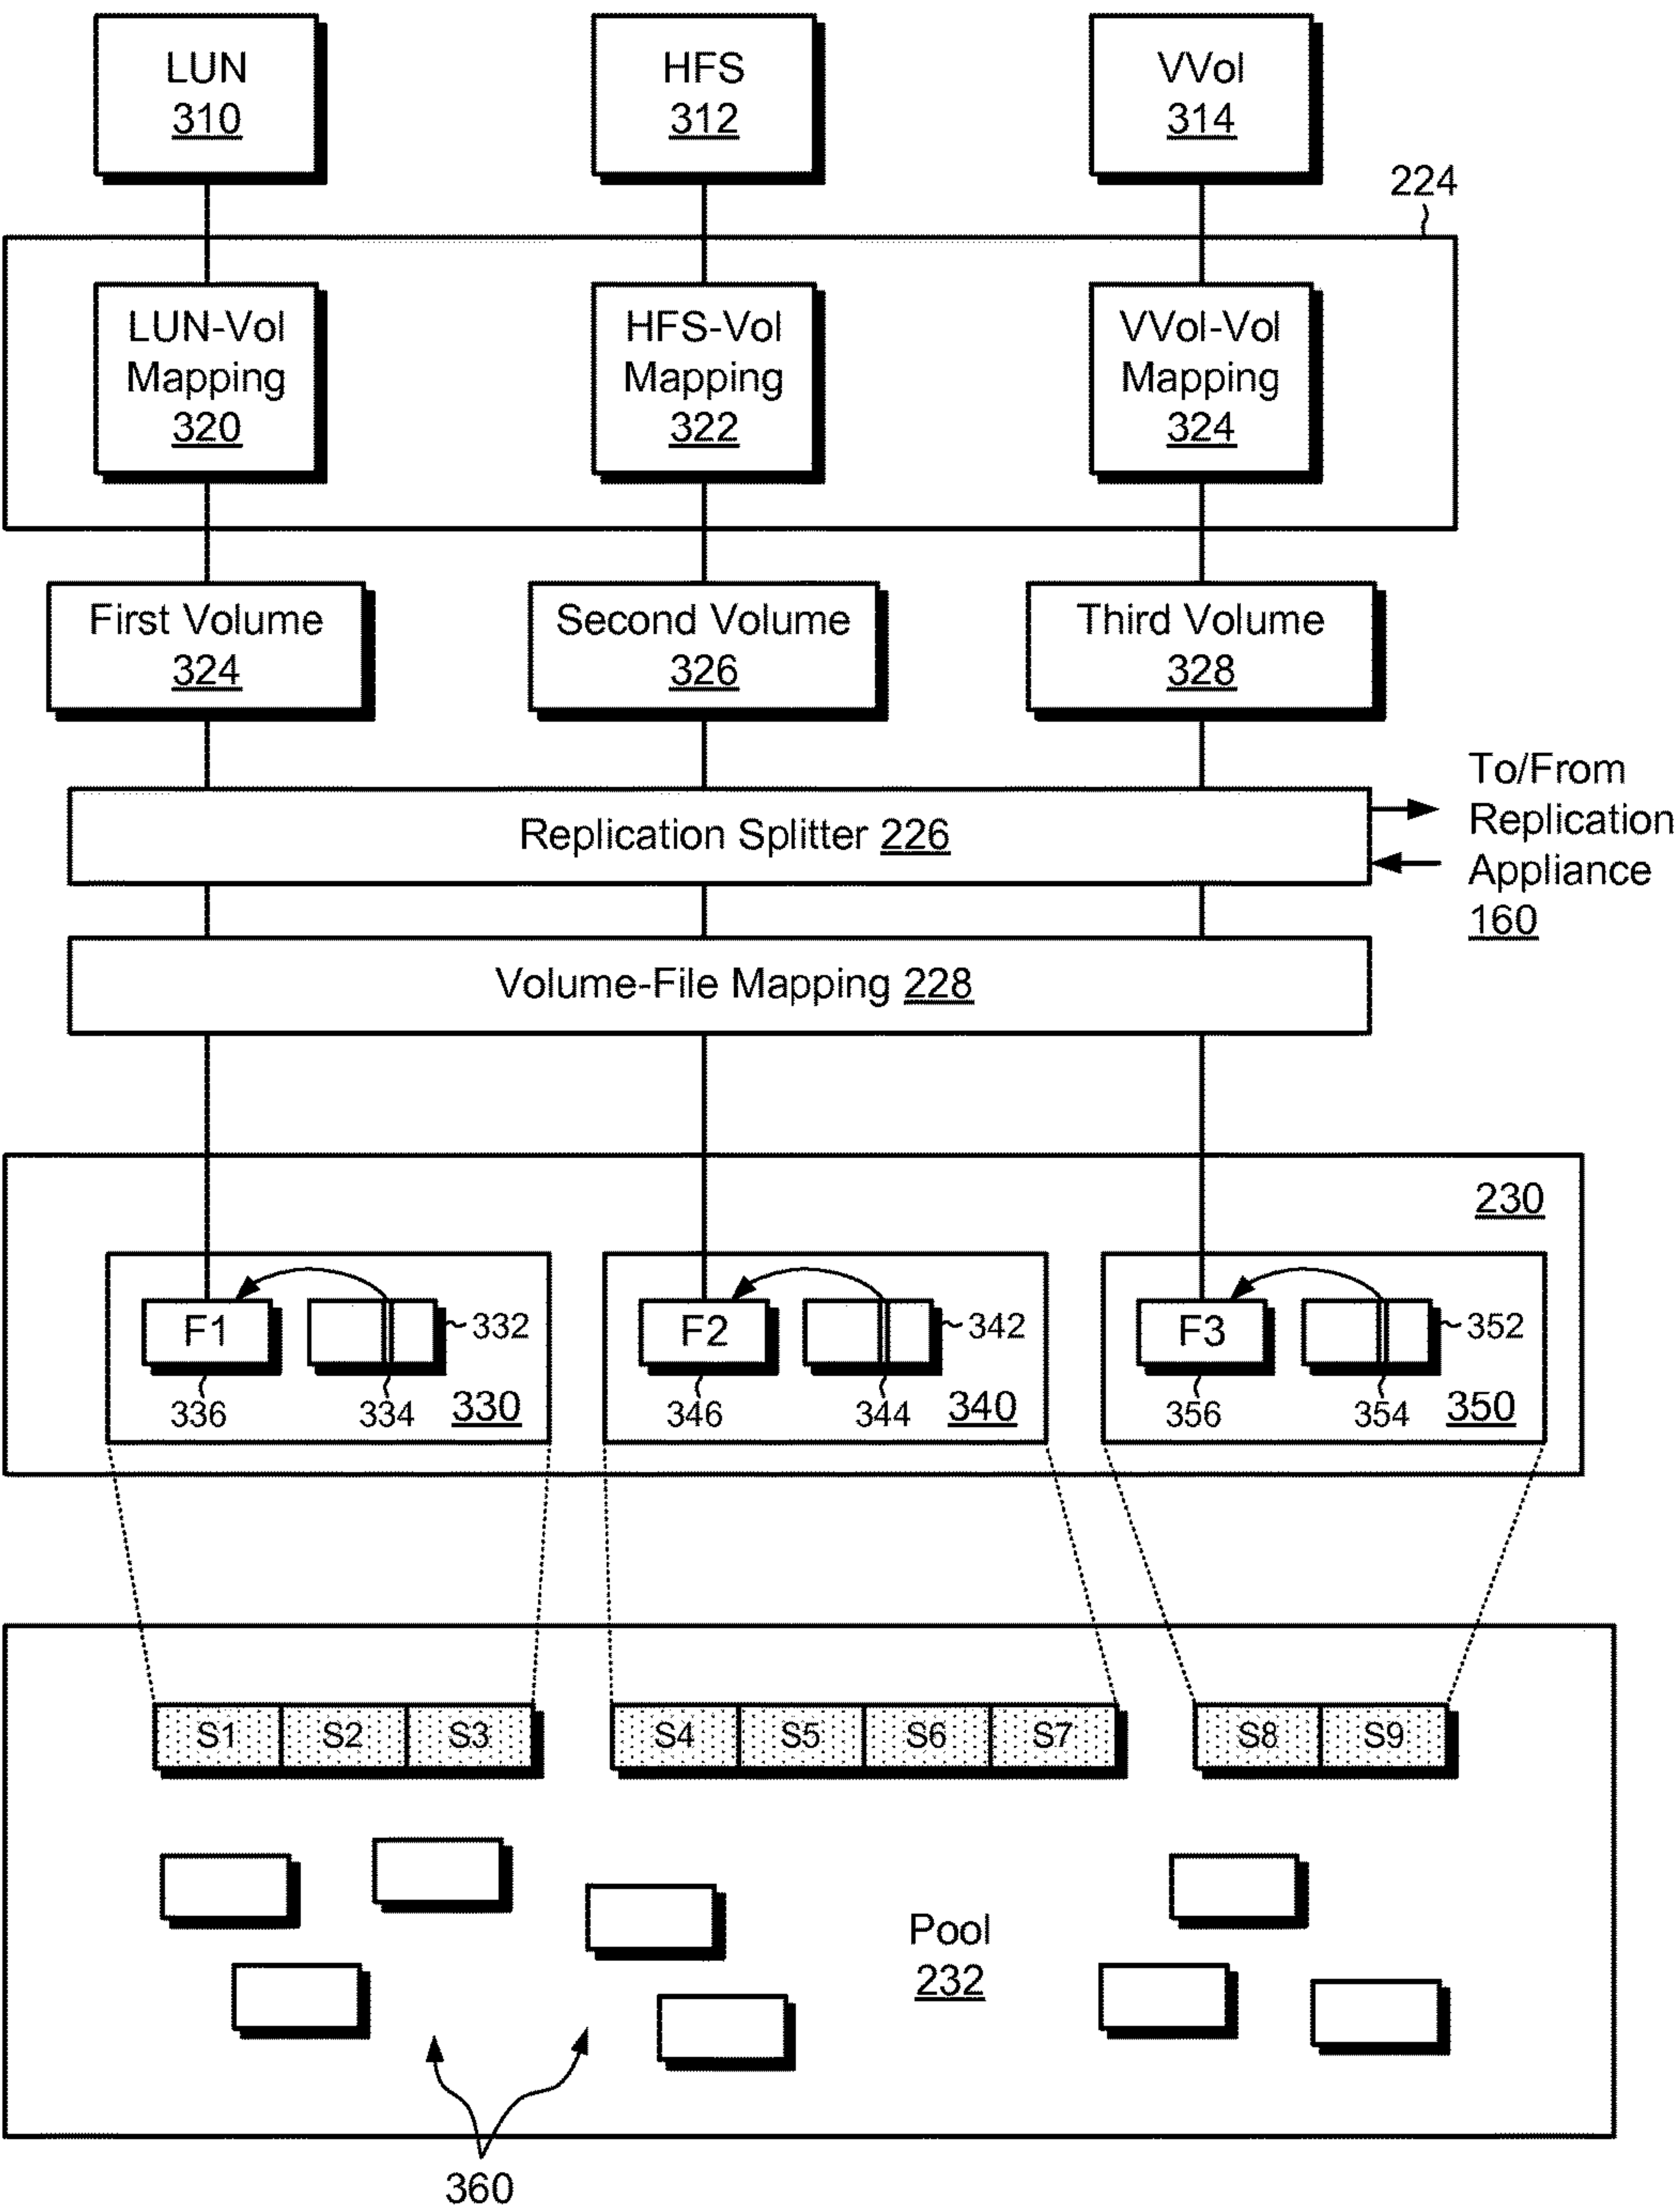 LUN
310
HFS
312
VVol
314
224
LUN-Vol
Mapping
320
HFS-Vol
Mapping
322
VVol-Vol
Mapping
324
First Volume
324
Second Volume
326
Third Volume
328
To/From
Replication
Appliance
160
Replication Splitter 226
Volume-File Mapping 228
230
F1
332
336
334
330
F2
342
346
344
340
F3
352
356
354
350
S1 S2 S3
S4 S5 S6 S7
S8 S9
Pool
232
360